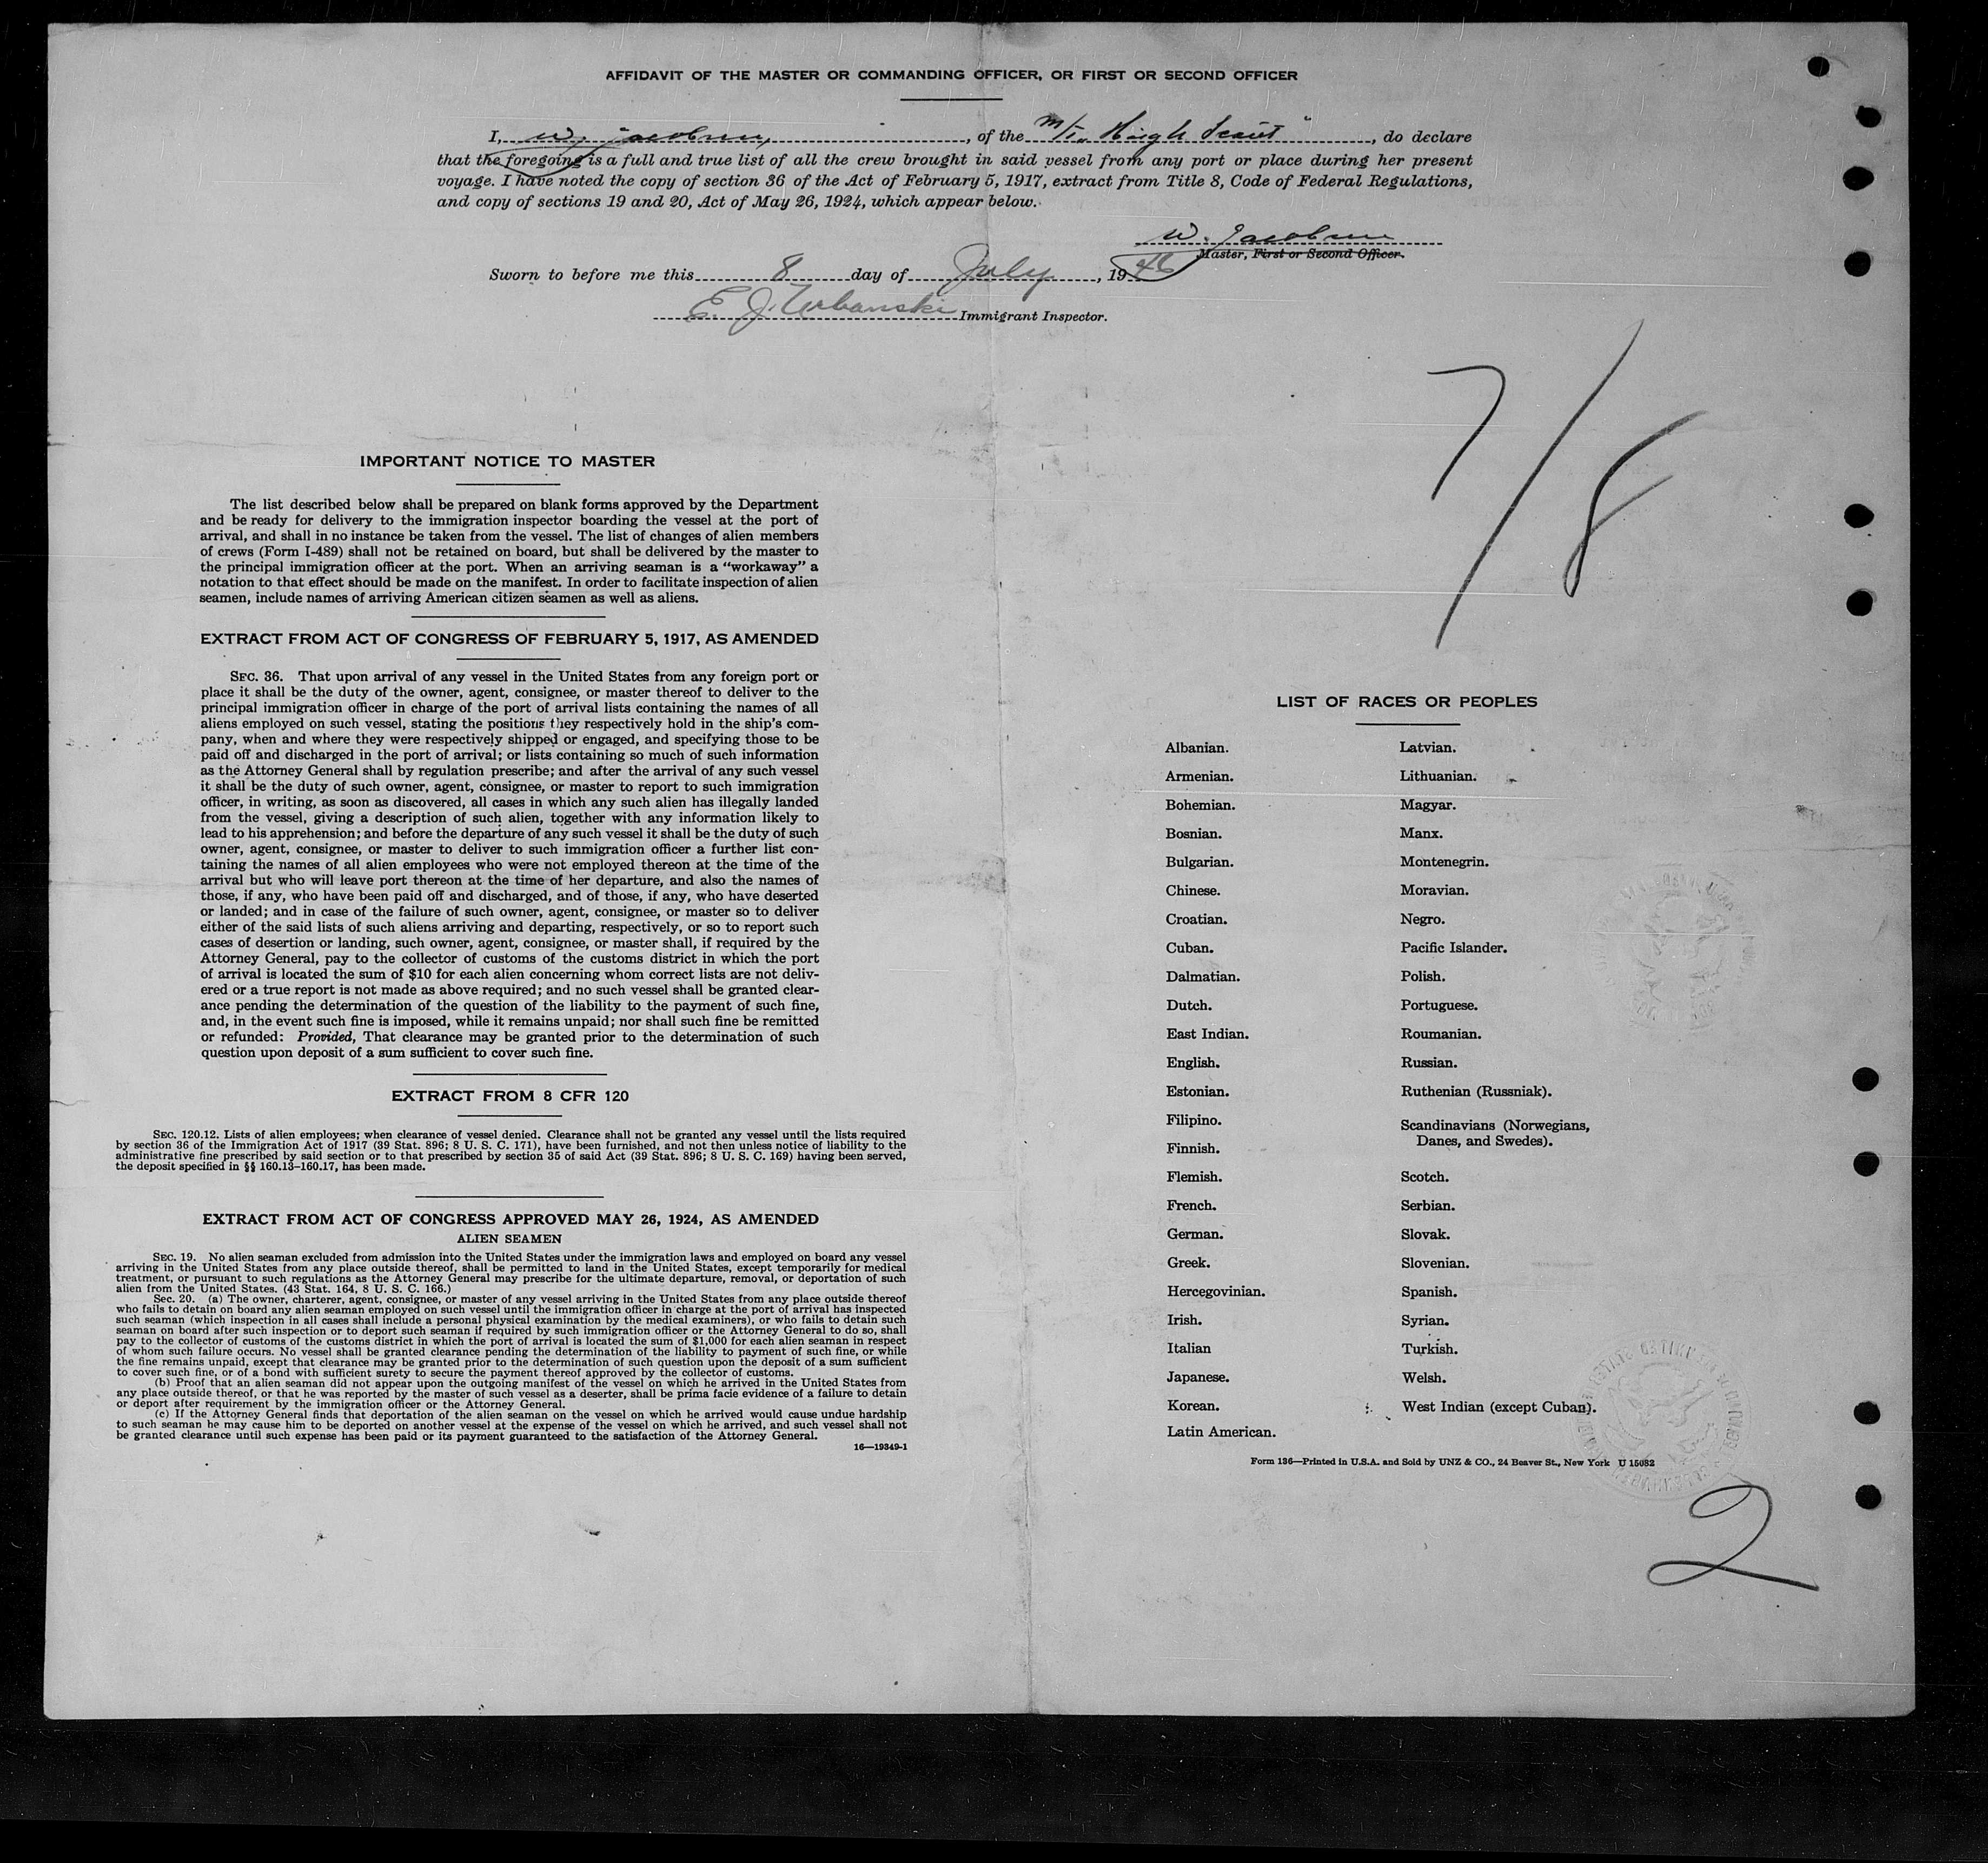 AFFIDAVIT OF THE MASTER OR COMMANDING OFFICER, OR FIRST OR SECOND OFFICER
I, W. Jacobsen, of the M/T "High Scout", do declare
that the foregoing is a full and true list of all the crew brought in said vessel from any port or place during her present
voyage. I have noted the copy of section 36 of the Act of February 5, 1917, extract from Title 8, Code of Federal Regulations,
and copy of sections 19 and 20, Act of May 26, 1924, which appear below.
W. Jacobsen
Master, First or Second Officer.
Sworn to before me this 8 day of July, 1946
E. J. Urbanski Immigrant Inspector.
7/8
IMPORTANT NOTICE TO MASTER
The list described below shall be prepared on blank forms approved by the Department
and be ready for delivery to the immigration inspector boarding the vessel at the port of
arrival, and shall in no instance be taken from the vessel. The list of changes of alien members
of crews (Form I-489) shall not be retained on board, but shall be delivered by the master to
the principal immigration officer at the port. When an arriving seaman is a "workaway" a
notation to that effect should be made on the manifest. In order to facilitate inspection of alien
seamen, include names of arriving American citizen seamen as well as aliens.
EXTRACT FROM ACT OF CONGRESS OF FEBRUARY 5, 1917, AS AMENDED
SEC. 36. That upon arrival of any vessel in the United States from any foreign port or
place it shall be the duty of the owner, agent, consignee, or master thereof to deliver to the
principal immigration officer in charge of the port of arrival lists containing the names of all
aliens employed on such vessel, stating the positions they respectively hold in the ship's com-
pany, when and where they were respectively shipped or engaged, and specifying those to be
paid off and discharged in the port of arrival; or lists containing so much of such information
as the Attorney General shall by regulation prescribe; and after the arrival of any such vessel
it shall be the duty of such owner, agent, consignee, or master to report to such immigration
officer, in writing, as soon as discovered, all cases in which any such alien has illegally landed
from the vessel, giving a description of such alien, together with any information likely to
lead to his apprehension; and before the departure of any such vessel it shall be the duty of such
owner, agent, consignee, or master to deliver to such immigration officer a further list con-
taining the names of all alien employees who were not employed thereon at the time of the
arrival but who will leave port thereon at the time of her departure, and also the names of
those, if any, who have been paid off and discharged, and of those, if any, who have deserted
or landed; and in case of the failure of such owner, agent, consignee, or master so to deliver
either of the said lists of such aliens arriving and departing, respectively, or so to report such
cases of desertion or landing, such owner, agent, consignee, or master shall, if required by the
Attorney General, pay to the collector of customs of the customs district in which the port
of arrival is located the sum of $10 for each alien concerning whom correct lists are not deliv-
ered or a true report is not made as above required; and no such vessel shall be granted clear-
ance pending the determination of the question of the liability to the payment of such fine,
and, in the event such fine is imposed, while it remains unpaid; nor shall such fine be remitted
or refunded: Provided, That clearance may be granted prior to the determination of such
question upon deposit of a sum sufficient to cover such fine.
EXTRACT FROM 8 CFR 120
SEC. 120.12. Lists of alien employees; when clearance of vessel denied. Clearance shall not be granted any vessel until the lists required
by section 36 of the Immigration Act of 1917 (39 Stat. 896; 8 U. S. C. 171), have been furnished, and not then unless notice of liability to the
administrative fine prescribed by said section or to that prescribed by section 35 of said Act (39 Stat. 896; 8 U. S. C. 169) having been served,
the deposit specified in §§ 160.13–160.17, has been made.
EXTRACT FROM ACT OF CONGRESS APPROVED MAY 26, 1924, AS AMENDED
ALIEN SEAMEN
SEC. 19. No alien seaman excluded from admission into the United States under the immigration laws and employed on board any vessel
arriving in the United States from any place outside thereof, shall be permitted to land in the United States, except temporarily for medical
treatment, or pursuant to such regulations as the Attorney General may prescribe for the ultimate departure, removal, or deportation of such
alien from the United States. (43 Stat. 164, 8 U. S. C. 166.)
Sec. 20. (a) The owner, charterer, agent, consignee, or master of any vessel arriving in the United States from any place outside thereof
who fails to detain on board any alien seaman employed on such vessel until the immigration officer in charge at the port of arrival has inspected
such seaman (which inspection in all cases shall include a personal physical examination by the medical examiners), or who fails to detain such
seaman on board after such inspection or to deport such seaman if required by such immigration officer or the Attorney General to do so, shall
pay to the collector of customs of the customs district in which the port of arrival is located the sum of $1,000 for each alien seaman in respect
of whom such failure occurs. No vessel shall be granted clearance pending the determination of the liability to payment of such fine, or while
the fine remains unpaid, except that clearance may be granted prior to the determination of such question upon the deposit of a sum sufficient
to cover such fine, or of a bond with sufficient surety to secure the payment thereof approved by the collector of customs.
(b) Proof that an alien seaman did not appear upon the outgoing manifest of the vessel on which he arrived in the United States from
any place outside thereof, or that he was reported by the master of such vessel as a deserter, shall be prima facie evidence of a failure to detain
or deport after requirement by the immigration officer or the Attorney General.
(c) If the Attorney General finds that deportation of the alien seaman on the vessel on which he arrived would cause undue hardship
to such seaman he may cause him to be deported on another vessel at the expense of the vessel on which he arrived, and such vessel shall not
be granted clearance until such expense has been paid or its payment guaranteed to the satisfaction of the Attorney General.
16—19349-1
LIST OF RACES OR PEOPLES
Albanian.
Armenian.
Bohemian.
Bosnian.
Bulgarian.
Chinese.
Croatian.
Cuban.
Dalmatian.
Dutch.
East Indian.
English.
Estonian.
Filipino.
Finnish.
Flemish.
French.
German.
Greek.
Hercegovinian.
Irish.
Italian
Japanese.
Korean.
Latin American.
Latvian.
Lithuanian.
Magyar.
Manx.
Montenegrin.
Moravian.
Negro.
Pacific Islander.
Polish.
Portuguese.
Roumanian.
Russian.
Ruthenian (Russniak).
Scandinavians (Norwegians,
Danes, and Swedes).
Scotch.
Serbian.
Slovak.
Slovenian.
Spanish.
Syrian.
Turkish.
Welsh.
West Indian (except Cuban).
Form 136—Printed in U.S.A. and Sold by UNZ & CO., 24 Beaver St., New York U 15082
2